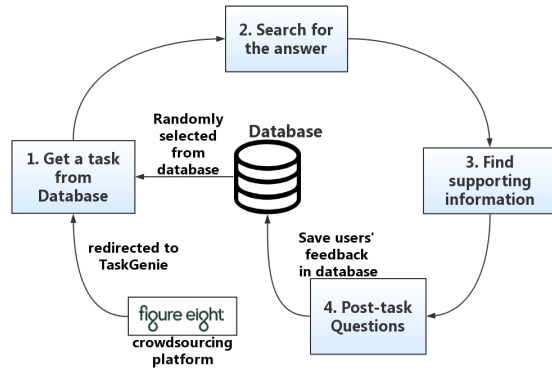 2. Search for
the answer
Randomly
selected
from
database
Database
1. Get a task
from
Database
3. Find
supporting
information
redirected to
TaskGenie
Save users'
feedback
in database
4. Post-task
Questions
figure eight
crowdsourcing
platform